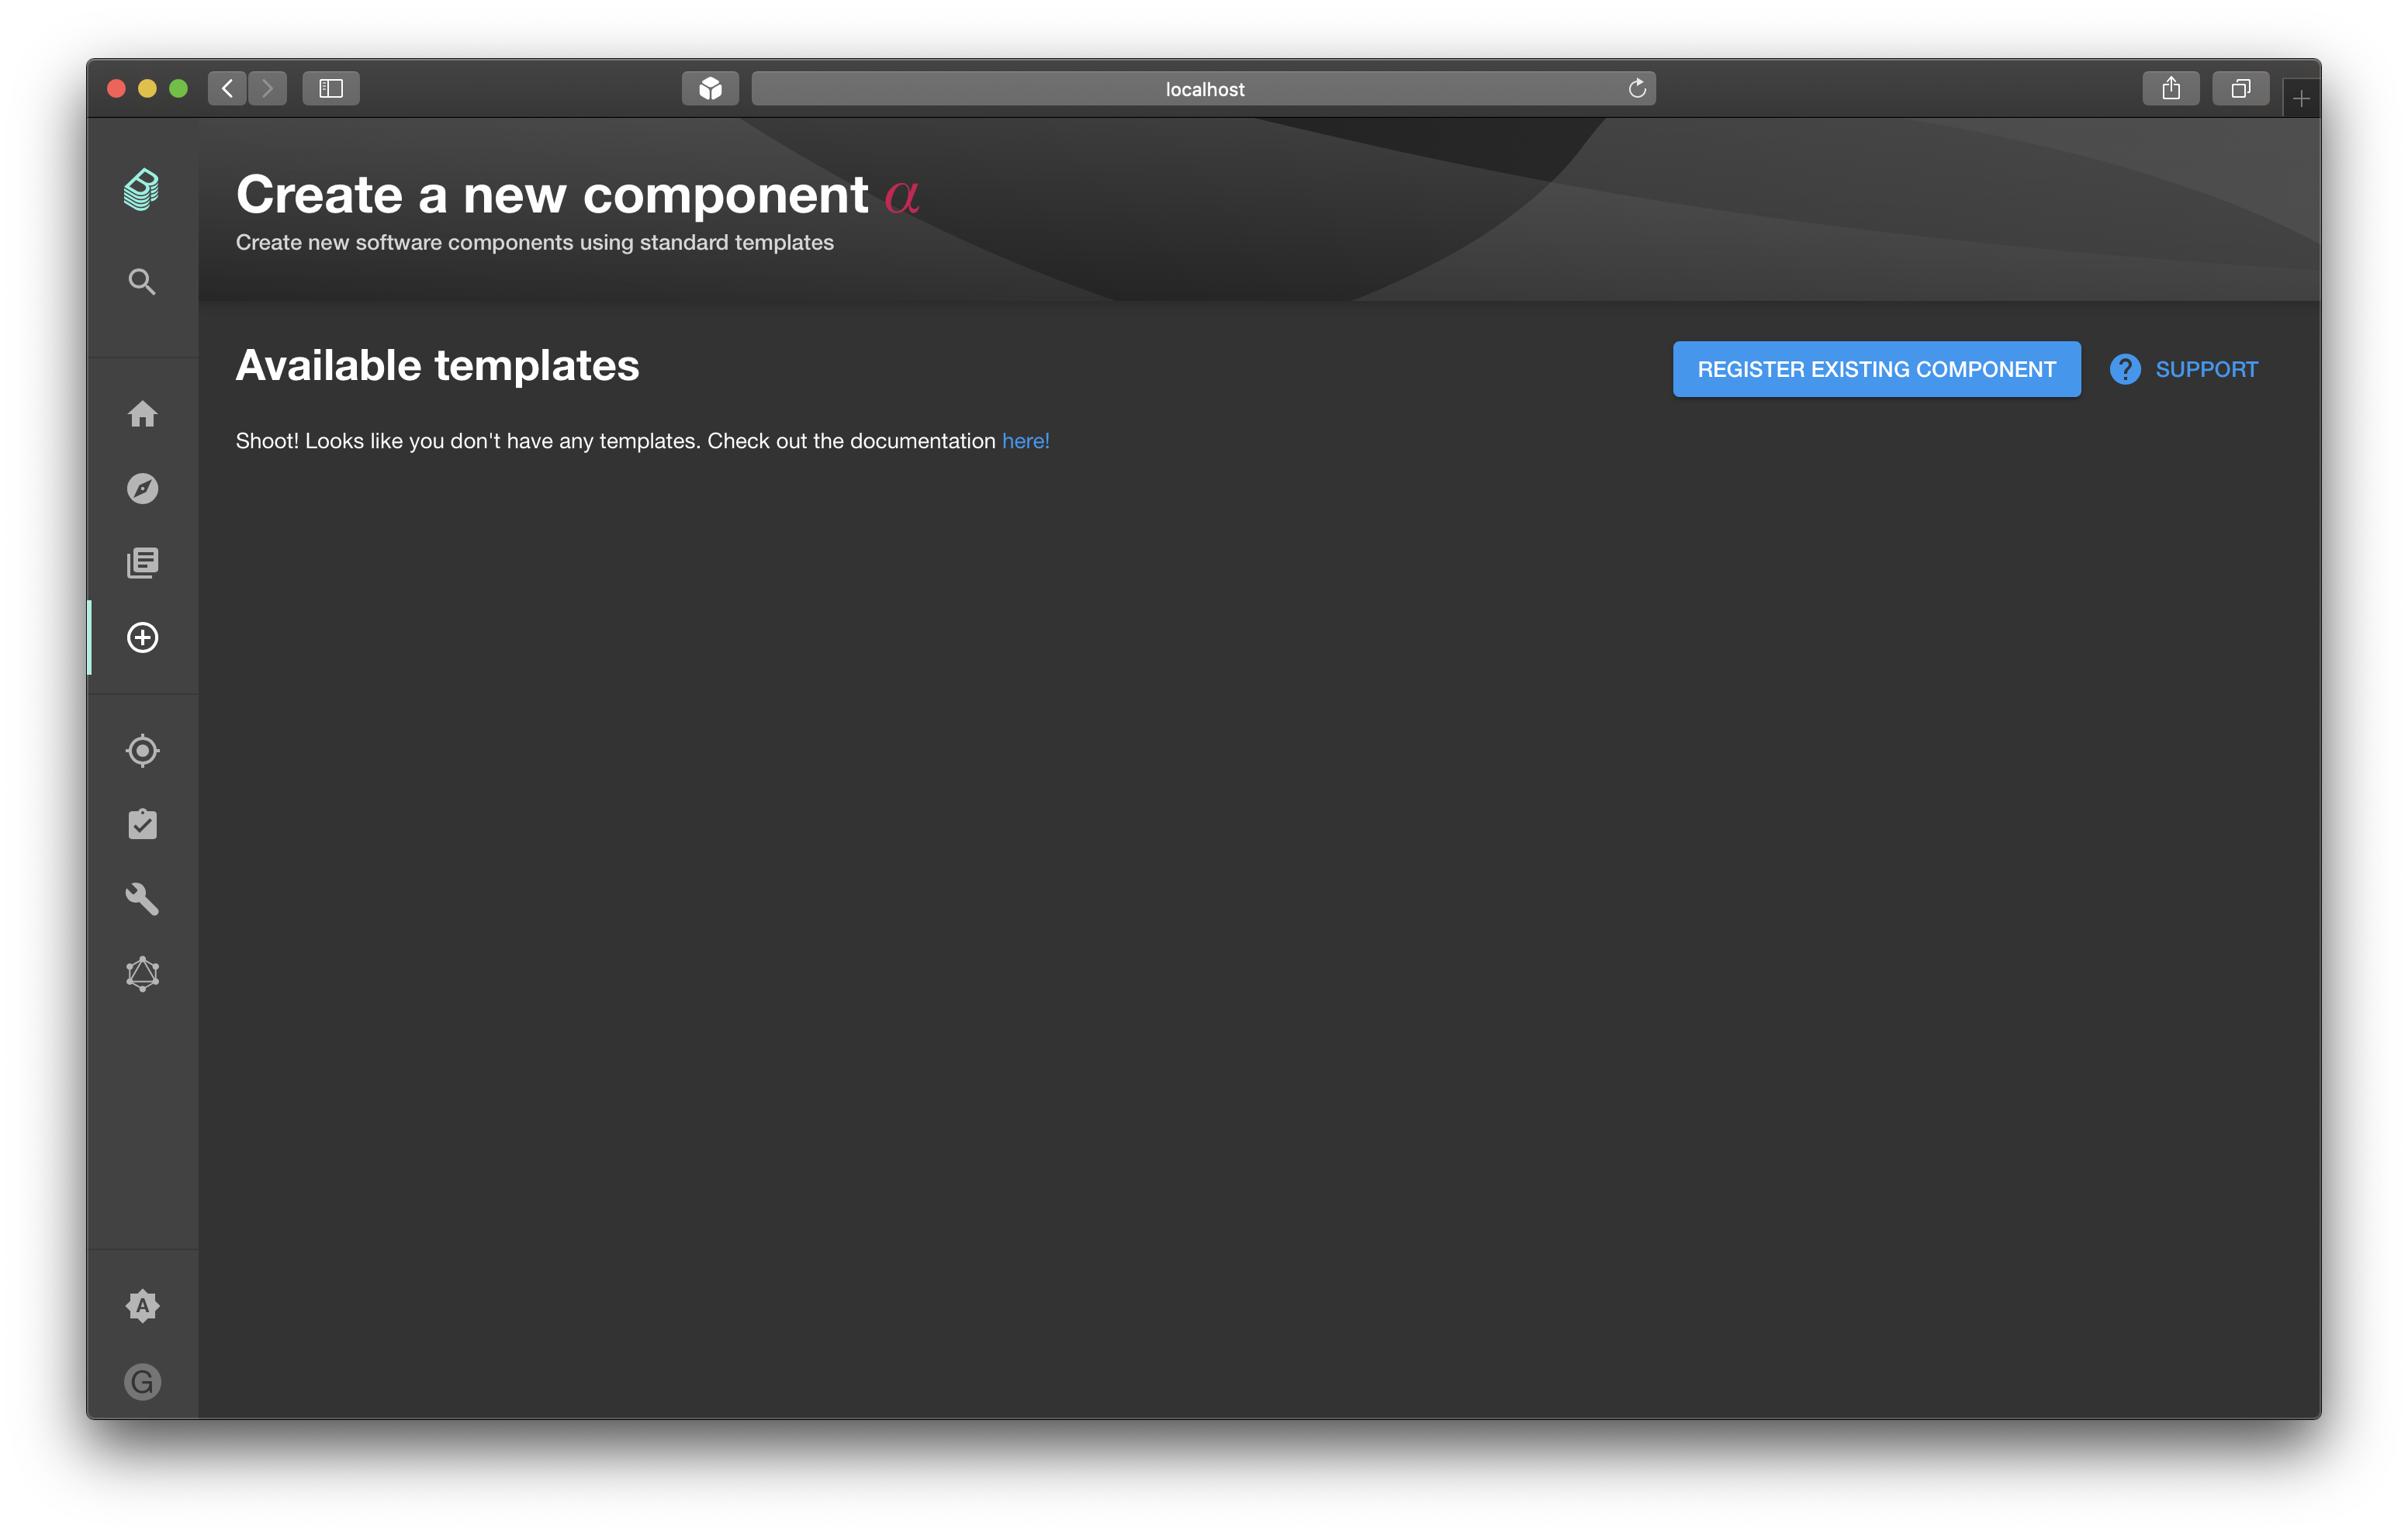 localhost
Create a new component α
Create new software components using standard templates
Available templates
REGISTER EXISTING COMPONENT
SUPPORT
Shoot! Looks like you don't have any templates. Check out the documentation here!
A
G